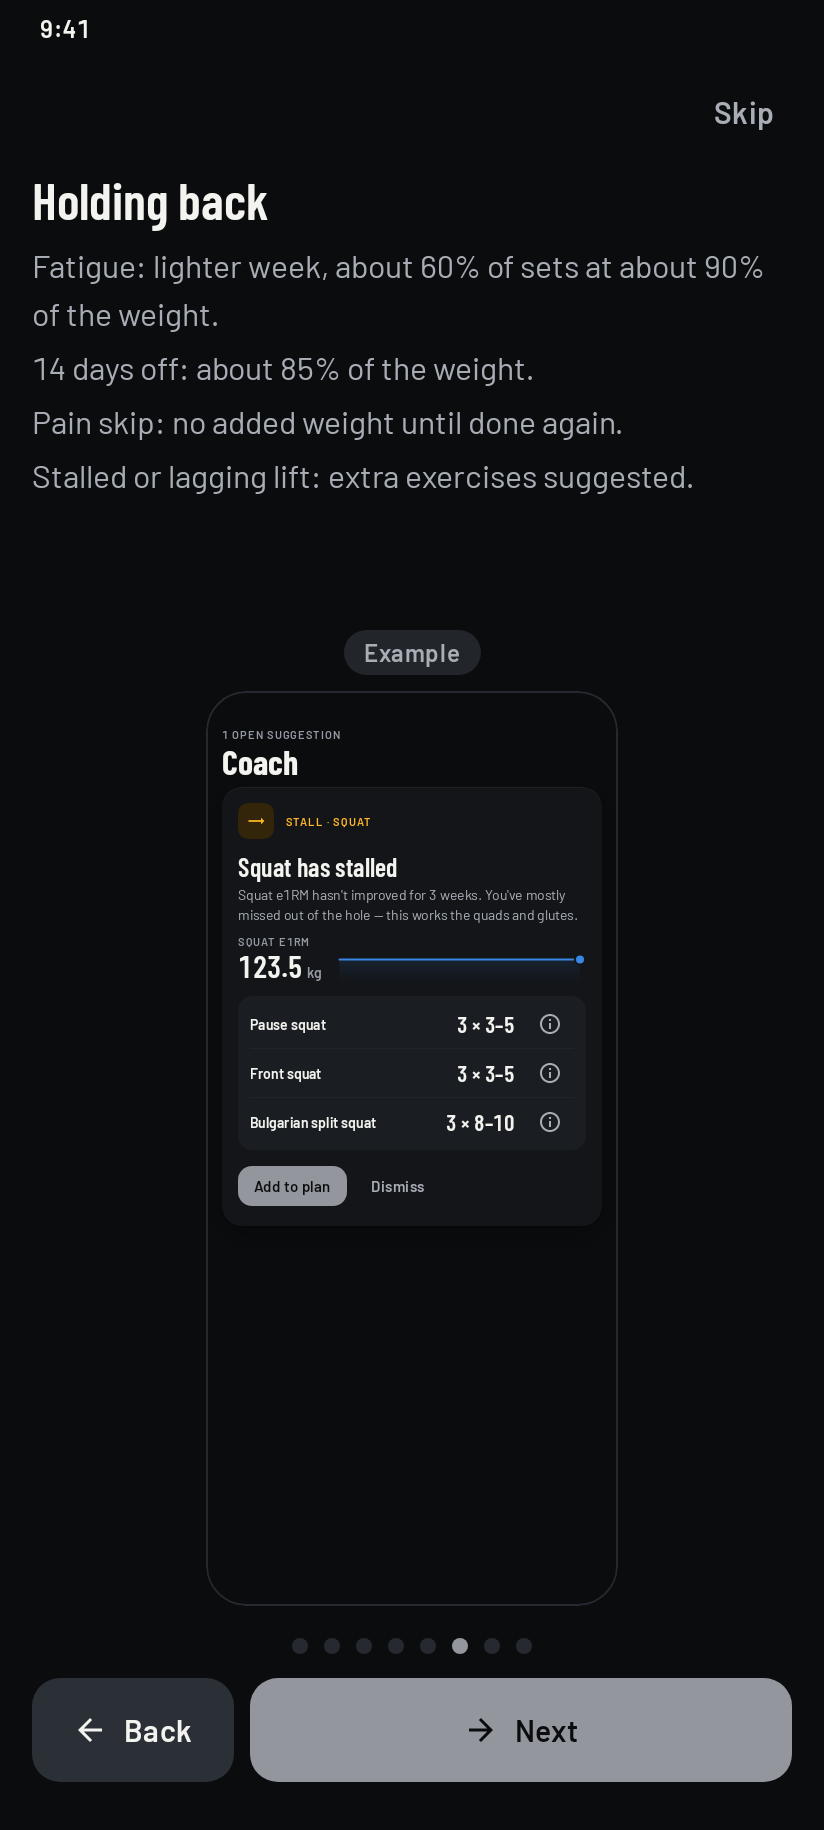 9:41
Skip
Holding back
Fatigue: lighter week, about 60% of sets at about 90%
of the weight.
14 days off: about 85% of the weight.
Pain skip: no added weight until done again.
Stalled or lagging lift: extra exercises suggested.
Example
1 OPEN SUGGESTION
Coach
STALL · SQUAT
Squat has stalled
Squat e1RM hasn't improved for 3 weeks. You've mostly
missed out of the hole — this works the quads and glutes.
SQUAT E1RM
123.5 kg
Pause squat 3 × 3–5
Front squat 3 × 3–5
Bulgarian split squat 3 × 8–10
Add to plan Dismiss
Back Next